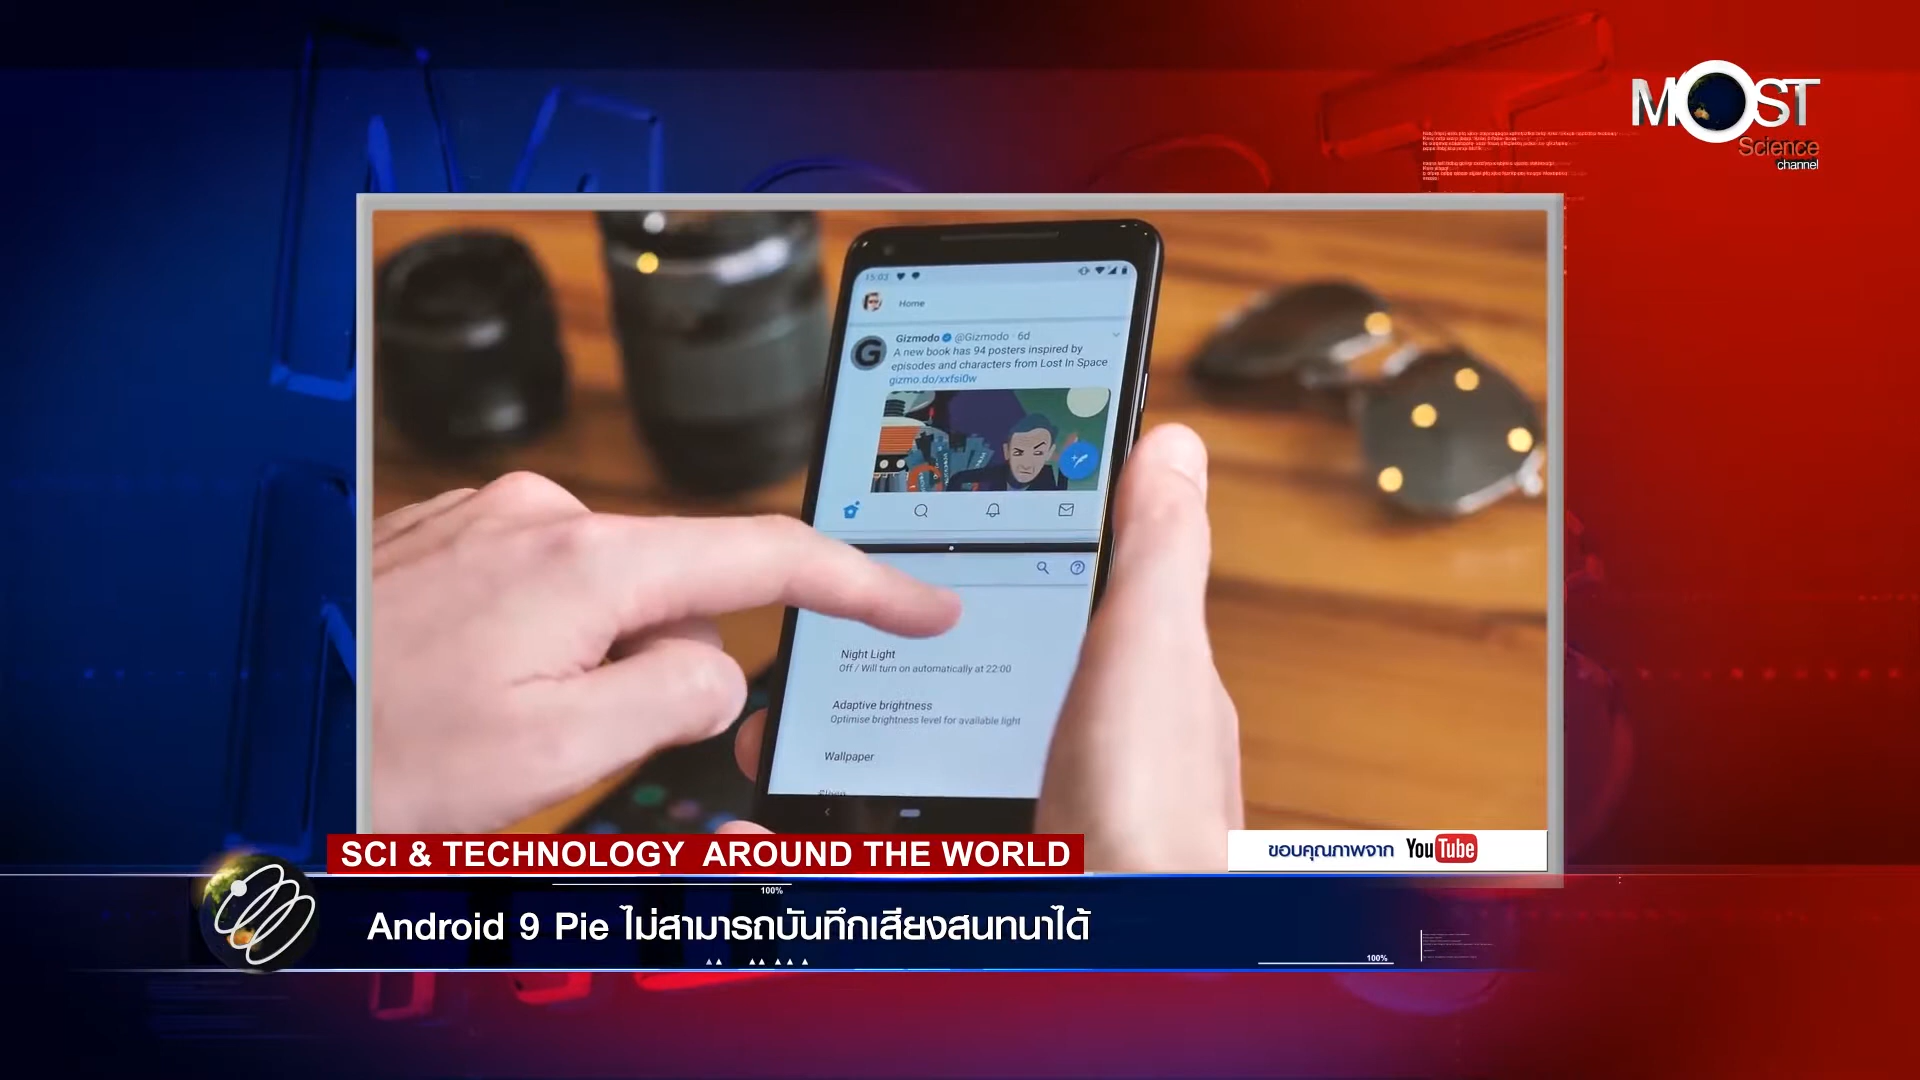 MOST
Science
channel
15:03
Home
Gizmodo @Gizmodo · 6d
A new book has 94 posters inspired by
episodes and characters from Lost In Space
gizmo.do/xxfsi0w
Night Light
Off / Will turn on automatically at 22:00
Adaptive brightness
Optimise brightness level for available light
Wallpaper
Sleep
SCI & TECHNOLOGY AROUND THE WORLD
ขอบคุณภาพจาก YouTube
100%
Android 9 Pie ไม่สามารถบันทึกเสียงสนทนาได้
100%